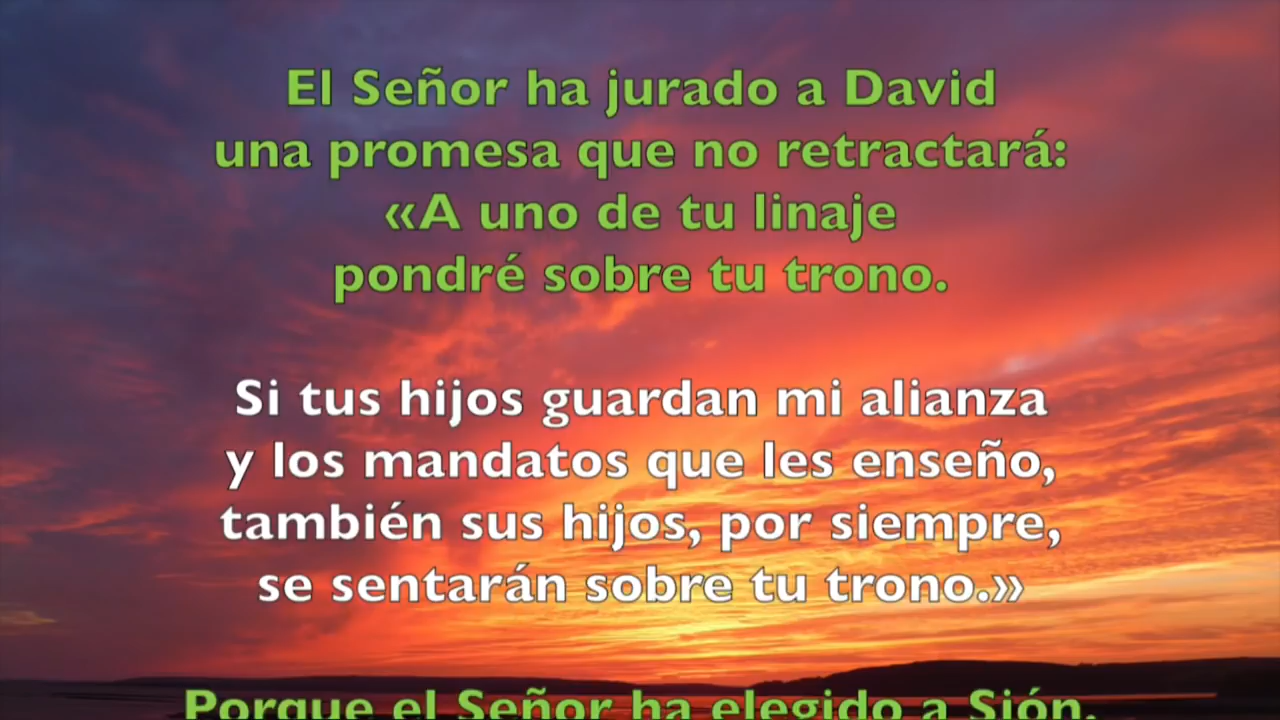 El Señor ha jurado a David
una promesa que no retractará:
«A uno de tu linaje
pondré sobre tu trono.
Si tus hijos guardan mi alianza
y los mandatos que les enseño,
también sus hijos, por siempre,
se sentarán sobre tu trono.»
Porque el Señor ha elegido a Sión,